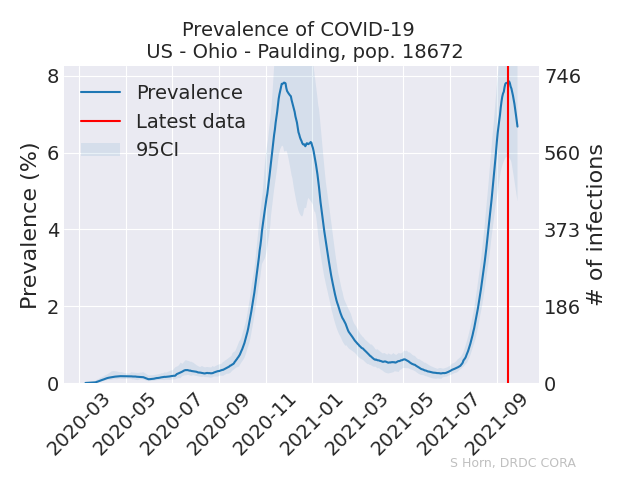 Prevalence of COVID-19
US - Ohio - Paulding, pop. 18672
Prevalence
Latest data
95CI
Prevalence (%)
8
6
4
2
0
746
560
373
186
0
# of infections
2020-03
2020-05
2020-07
2020-09
2020-11
2021-01
2021-03
2021-05
2021-07
2021-09
S Horn, DRDC CORA